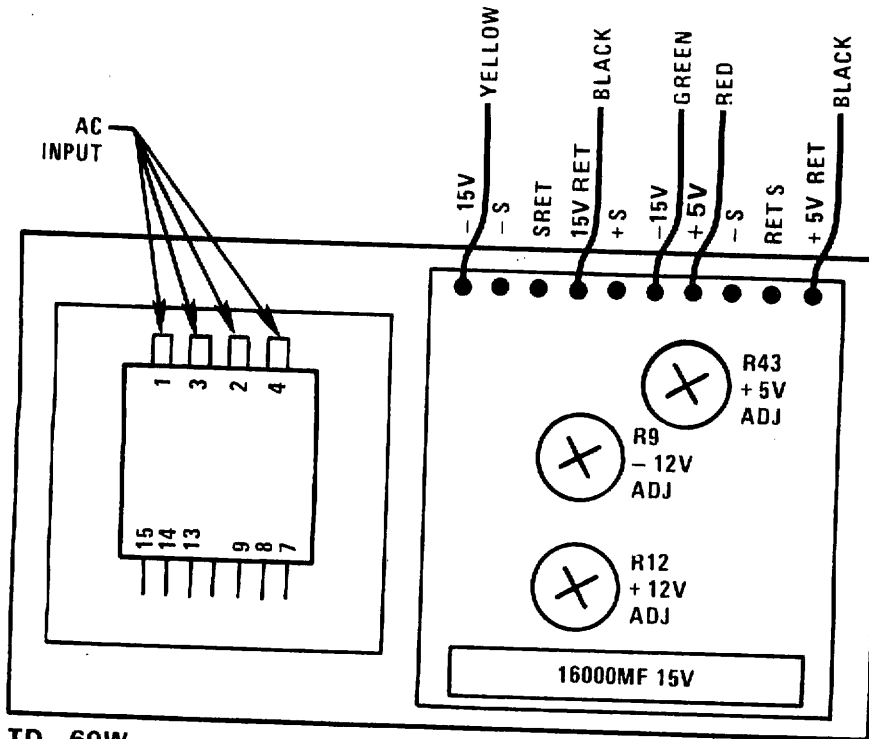 AC
INPUT
YELLOW
BLACK
GREEN
RED
BLACK
-15V
-S
SRET
15V RET
+S
-15V
+5V
-S
RET S
+5V RET
1
3
2
4
15
14
13
9
8
7
R43
+5V
ADJ
R9
-12V
ADJ
R12
+12V
ADJ
16000MF 15V